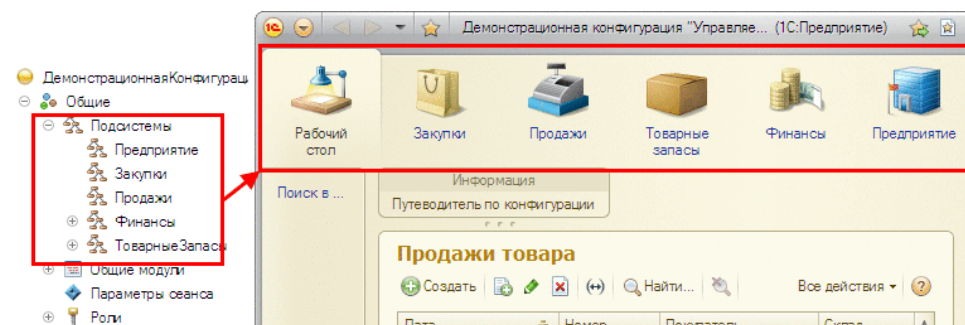 Демонстрационная конфигурация "Управляе... (1С:Предприятие)
ДемонстрационнаяКонфигураци
Общие
Подсистемы
Предприятие
Закупки
Продажи
Финансы
ТоварныеЗапасы
Общие модули
Параметры сеанса
Роли
Рабочий
стол
Закупки
Продажи
Товарные
запасы
Финансы
Предприятие
Поиск в ...
Информация
Путеводитель по конфигурации
Продажи товара
Создать
Найти...
Все действия
Дата
Номер
Покупатель
Склад